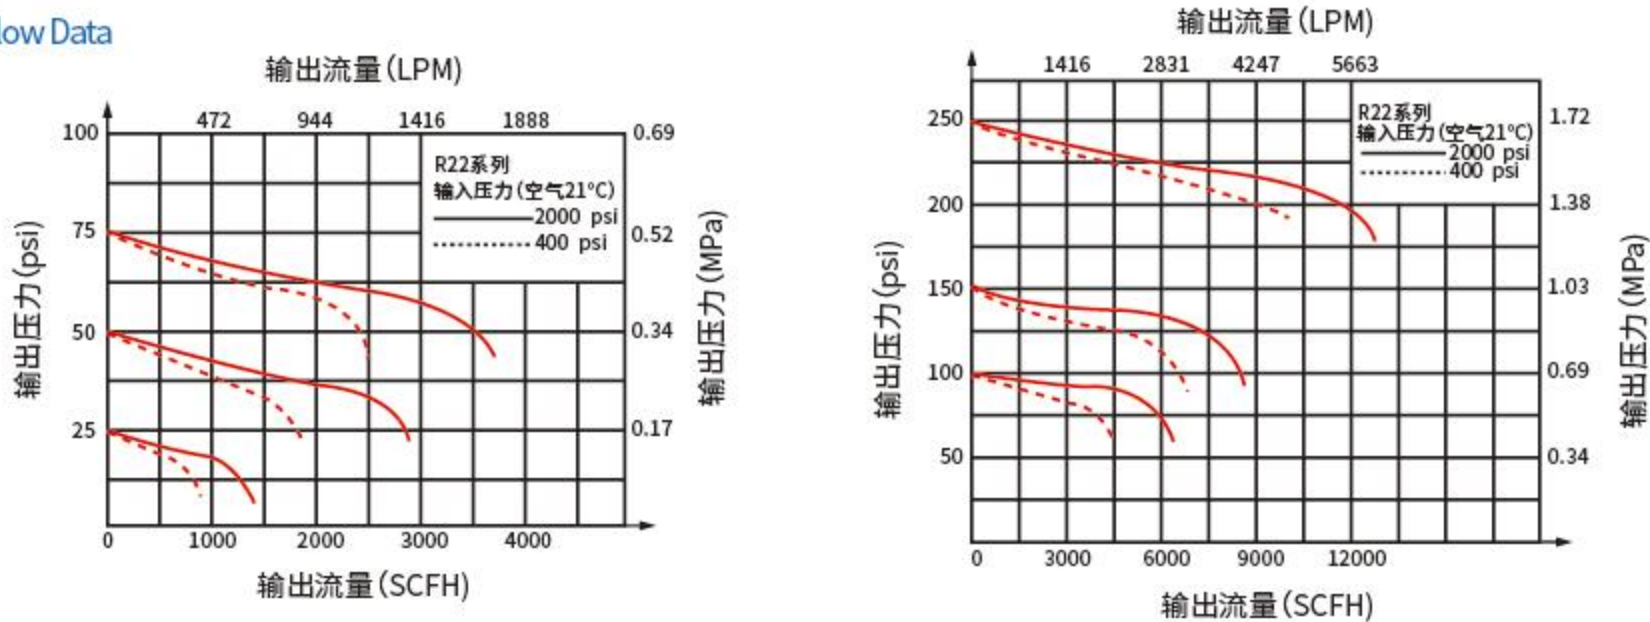 low Data
输出流量(LPM)
472 944 1416 1888
100
75
50
25
0.69
0.52
0.34
0.17
R22系列
输入压力(空气21℃)
2000 psi
400 psi
输出压力(psi)
输出压力(MPa)
0 1000 2000 3000 4000
输出流量(SCFH)
输出流量(LPM)
1416 2831 4247 5663
250
200
150
100
50
1.72
1.38
1.03
0.69
0.34
R22系列
输入压力(空气21℃)
2000 psi
400 psi
输出压力(psi)
输出压力(MPa)
0 3000 6000 9000 12000
输出流量(SCFH)